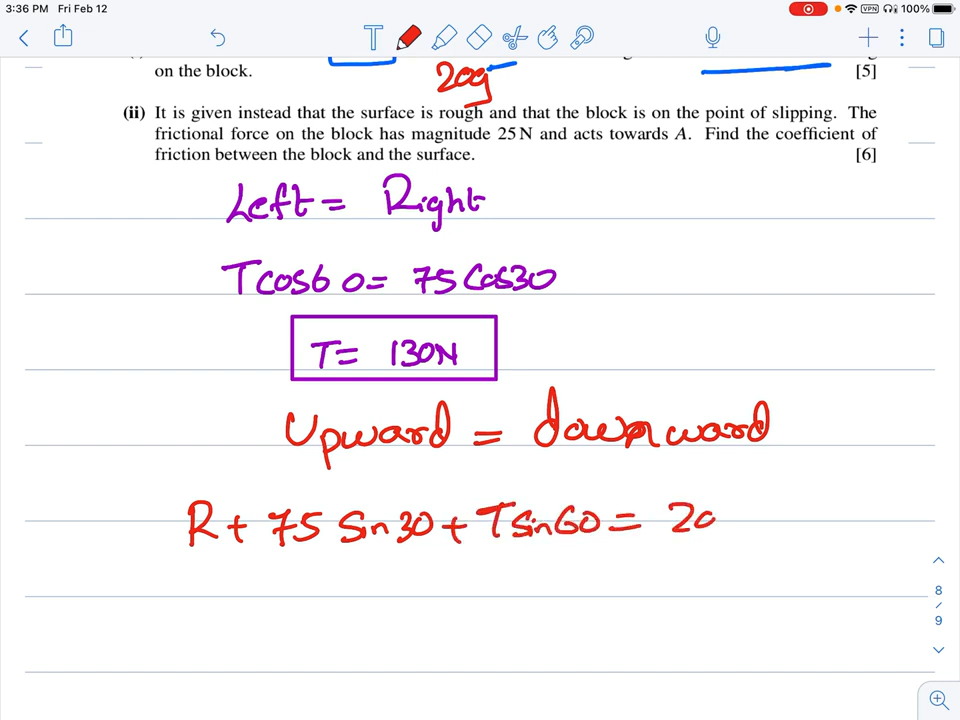 3:36 PM Fri Feb 12
VPN 100%
T
on the block. [5]
20g
(ii) It is given instead that the surface is rough and that the block is on the point of slipping. The
frictional force on the block has magnitude 25 N and acts towards A. Find the coefficient of
friction between the block and the surface. [6]
Left = Right
Tcos60 = 75Cos30
T = 130N
Upward = downward
R + 75 Sin30 + Tsin60 = 20
8
/
9